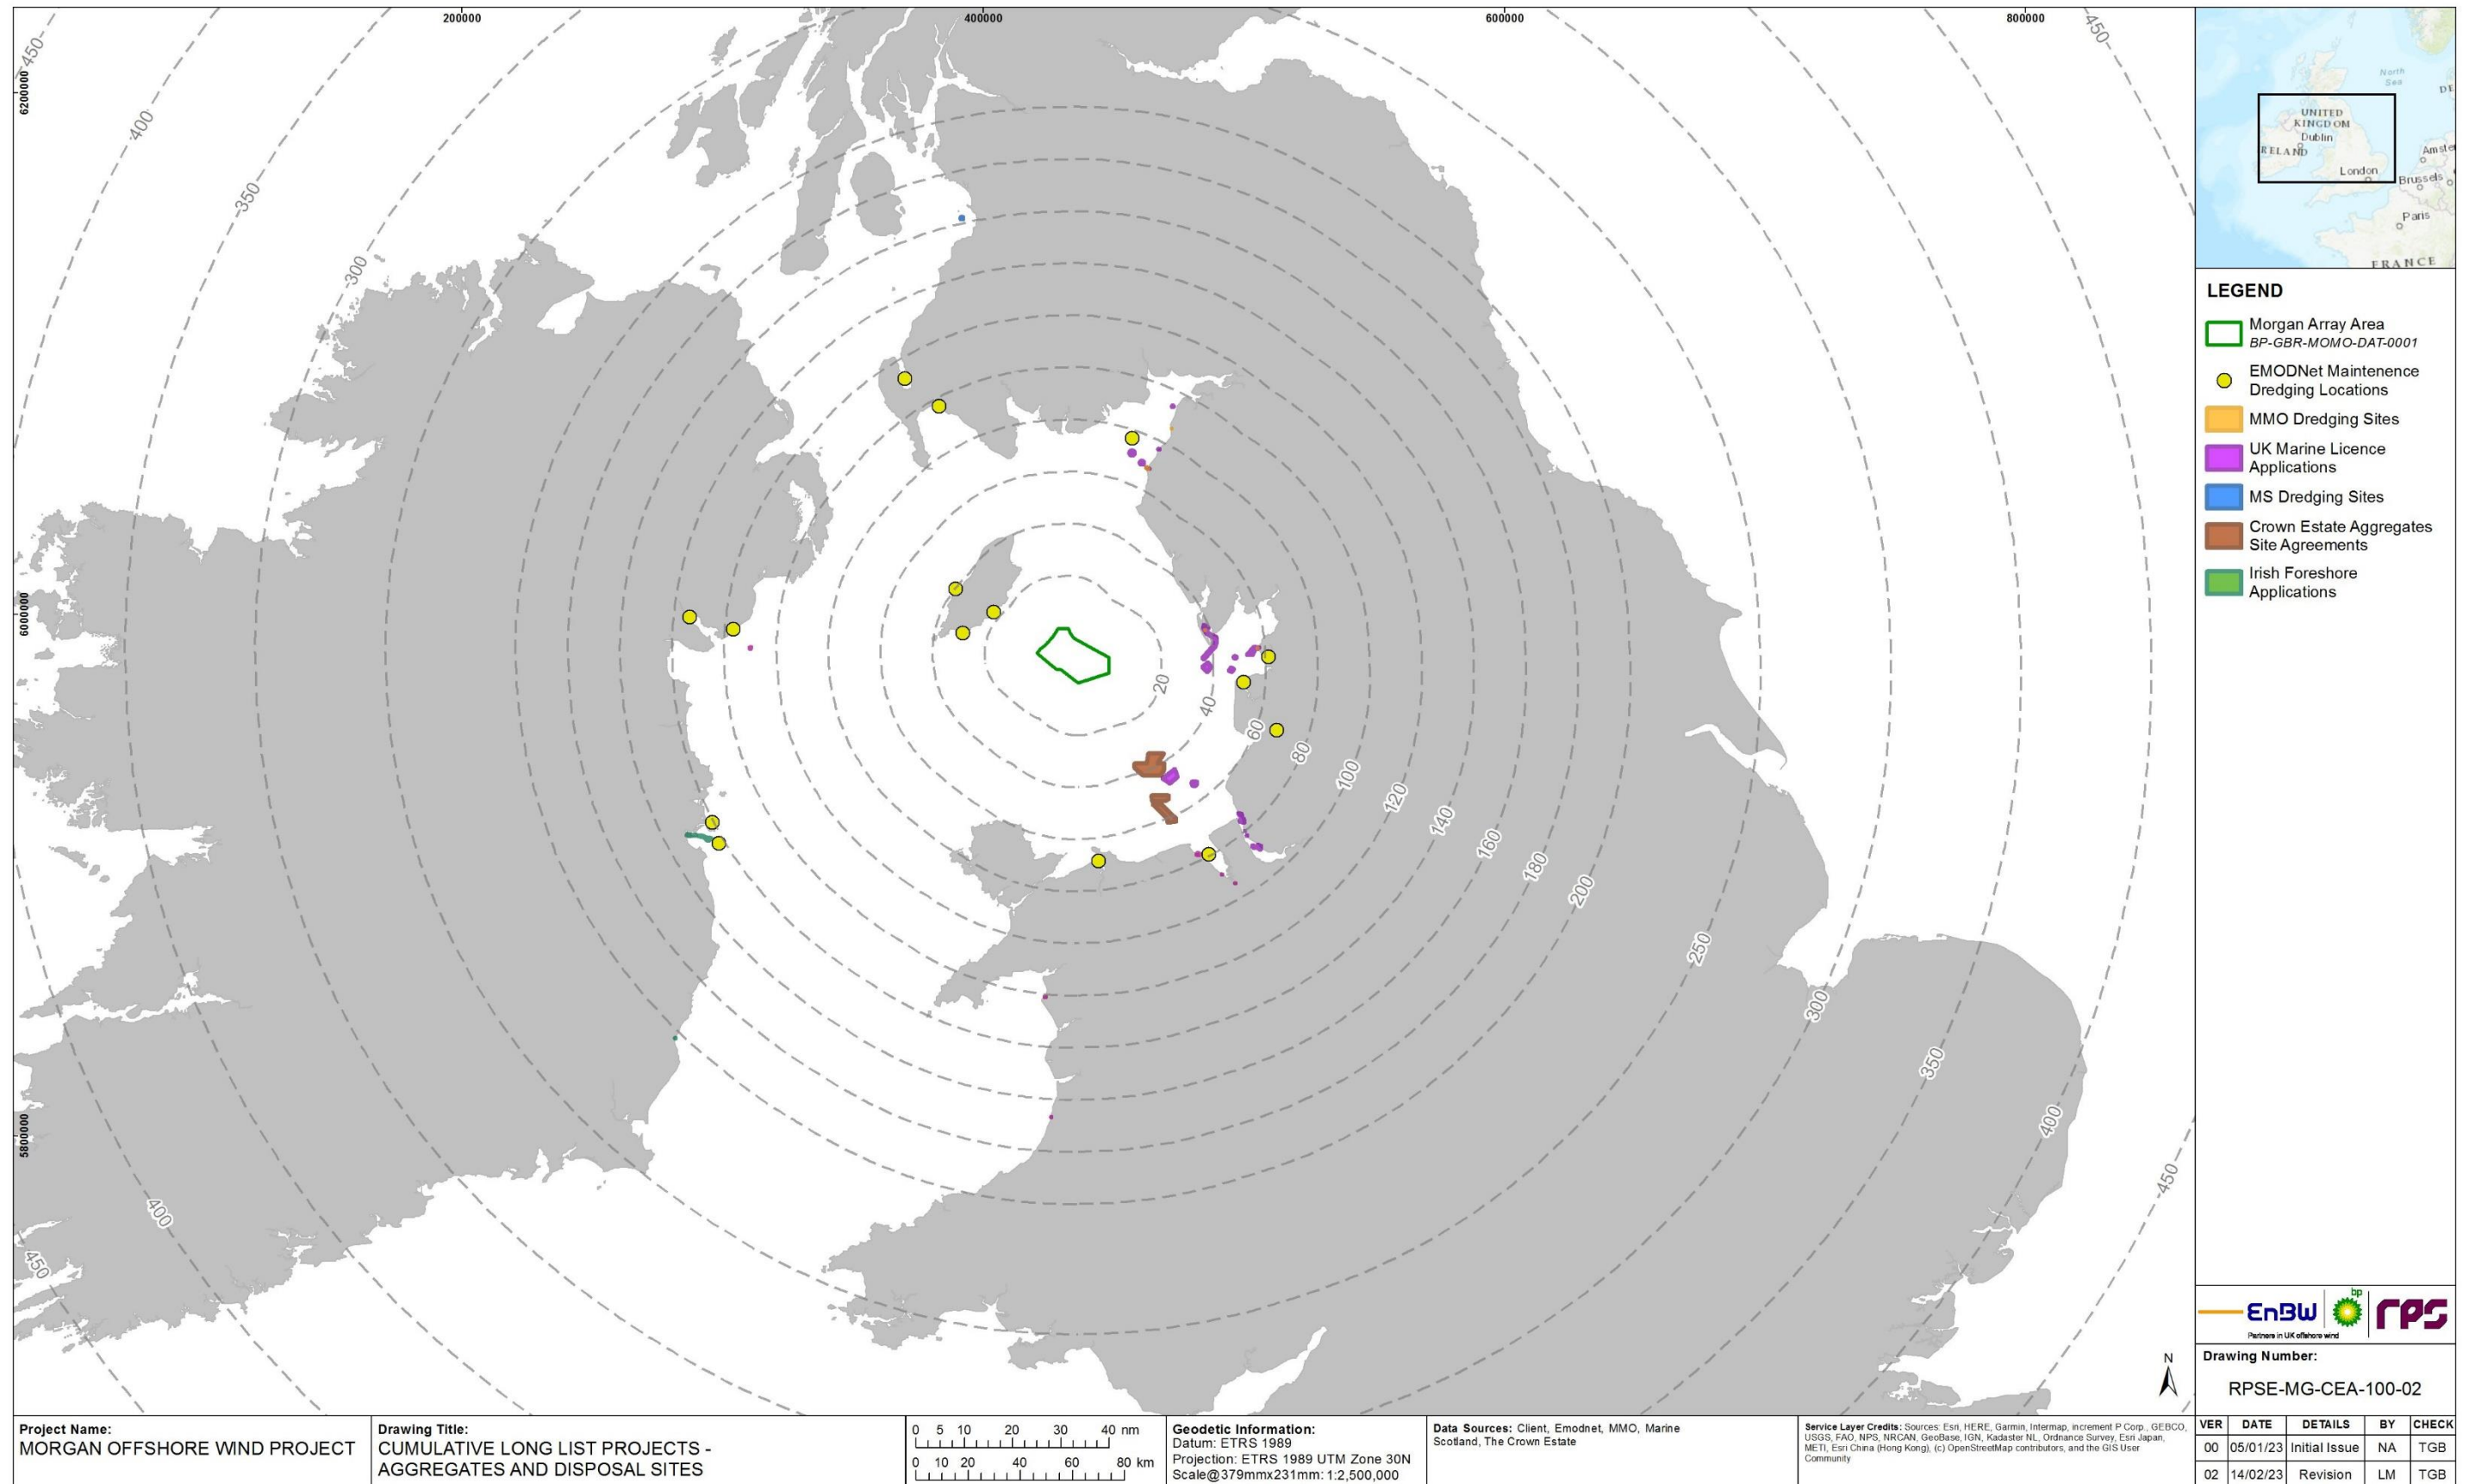 200000
400000
600000
800000
6200000
6000000
5800000
450
400
350
300
450
20
40
60
80
100
120
140
160
180
200
250
300
350
400
450
400
450
North
Sea
DE
UNITED
KINGDOM
Dublin
RELAND
Amste
London
Brussels
Paris
FRANCE
LEGEND
Morgan Array Area
BP-GBR-MOMO-DAT-0001
EMODNet Maintenence
Dredging Locations
MMO Dredging Sites
UK Marine Licence
Applications
MS Dredging Sites
Crown Estate Aggregates
Site Agreements
Irish Foreshore
Applications
EnBW
Partners in UK offshore wind
bp
rps
Drawing Number:
RPSE-MG-CEA-100-02
N
Project Name:
MORGAN OFFSHORE WIND PROJECT
Drawing Title:
CUMULATIVE LONG LIST PROJECTS -
AGGREGATES AND DISPOSAL SITES
0 5 10 20 30 40 nm
0 10 20 40 60 80 km
Geodetic Information:
Datum: ETRS 1989
Projection: ETRS 1989 UTM Zone 30N
Scale@379mmx231mm: 1:2,500,000
Data Sources: Client, Emodnet, MMO, Marine
Scotland, The Crown Estate
Service Layer Credits: Sources: Esri, HERE, Garmin, Intermap, increment P Corp., GEBCO,
USGS, FAO, NPS, NRCAN, GeoBase, IGN, Kadaster NL, Ordnance Survey, Esri Japan,
METI, Esri China (Hong Kong), (c) OpenStreetMap contributors, and the GIS User
Community
VER DATE DETAILS BY CHECK
00 05/01/23 Initial Issue NA TGB
02 14/02/23 Revision LM TGB